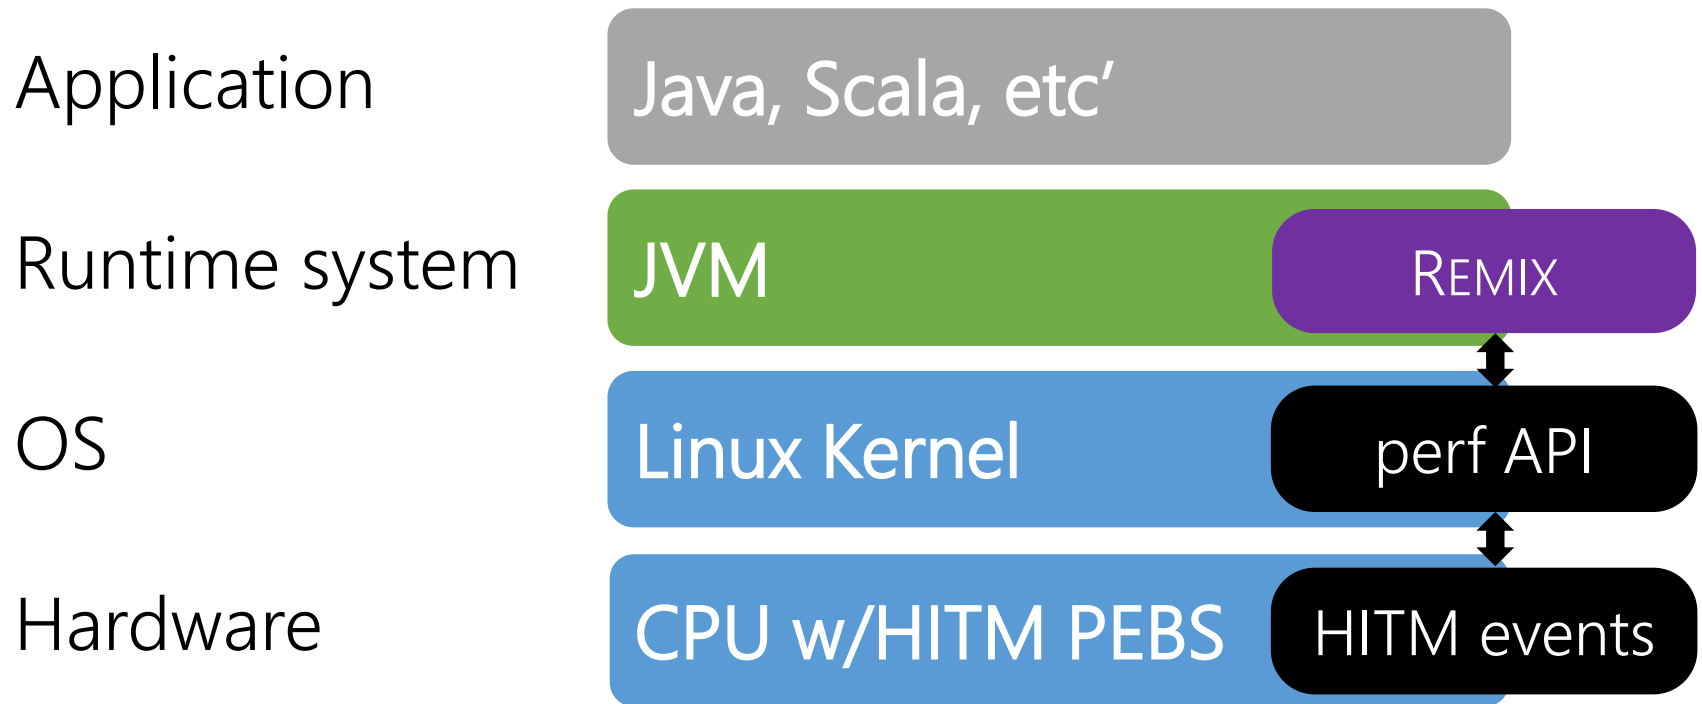 Application
Java, Scala, etc’
Runtime system
JVM
REMIX
OS
Linux Kernel
perf API
Hardware
CPU w/HITM PEBS
HITM events